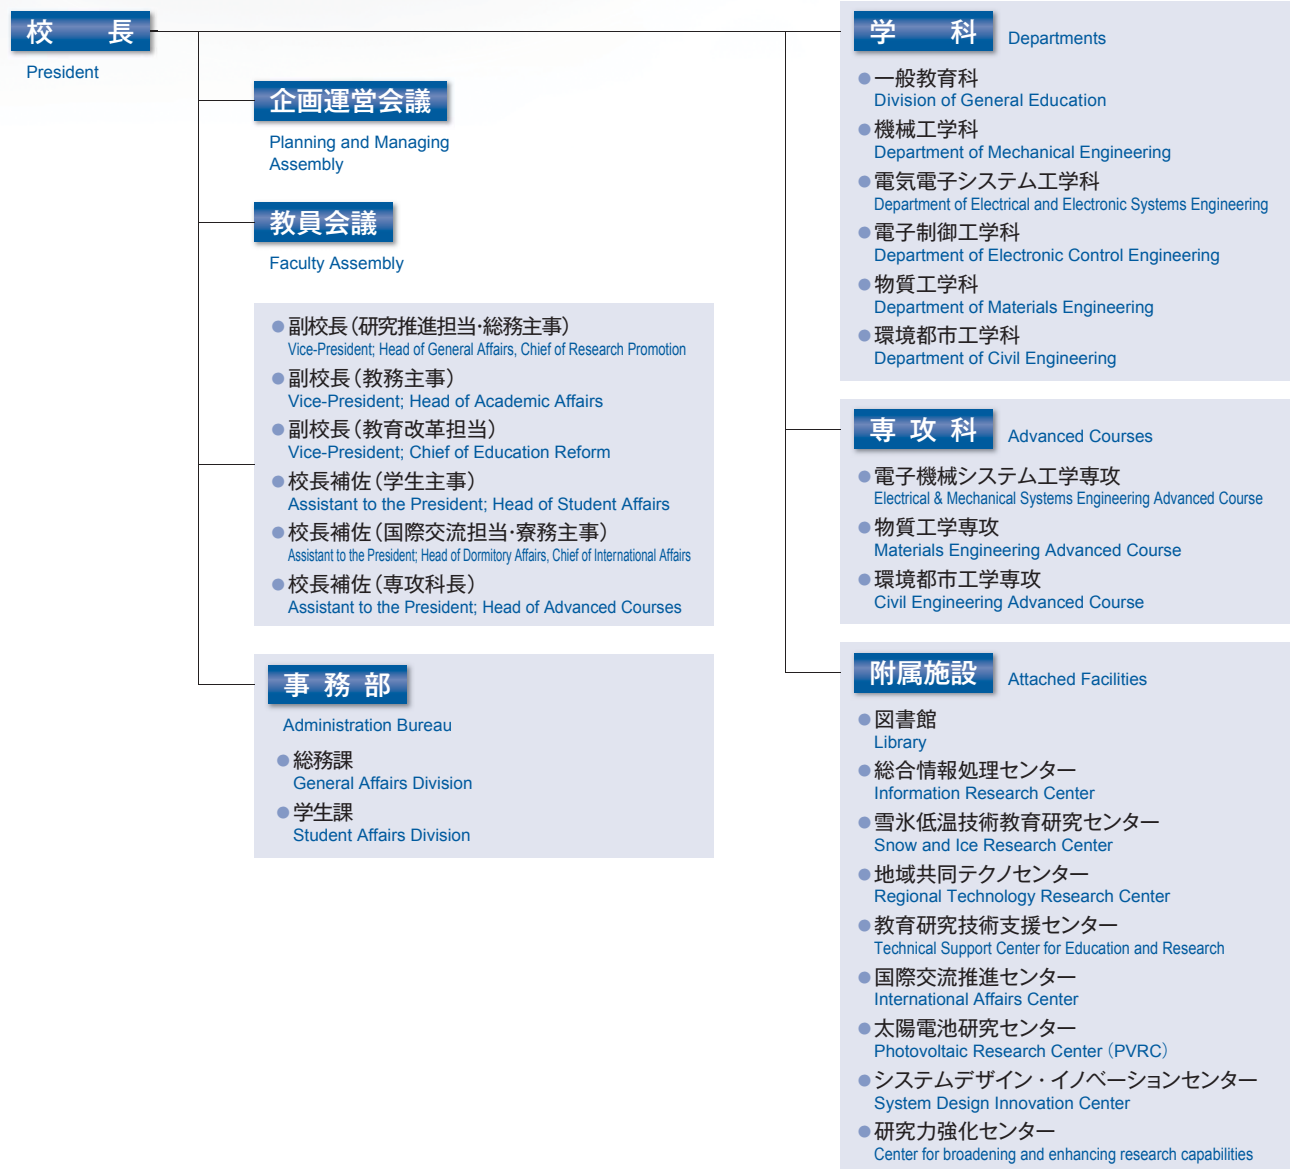 校長
President
企画運営会議
Planning and Managing
Assembly
教員会議
Faculty Assembly
●副校長（研究推進担当・総務主事）
Vice-President; Head of General Affairs, Chief of Research Promotion
●副校長（教務主事）
Vice-President; Head of Academic Affairs
●副校長（教育改革担当）
Vice-President; Chief of Education Reform
●校長補佐（学生主事）
Assistant to the President; Head of Student Affairs
●校長補佐（国際交流担当・寮務主事）
Assistant to the President; Head of Dormitory Affairs, Chief of International Affairs
●校長補佐（専攻科長）
Assistant to the President; Head of Advanced Courses
事務部
Administration Bureau
●総務課
General Affairs Division
●学生課
Student Affairs Division
学科 Departments
●一般教育科
Division of General Education
●機械工学科
Department of Mechanical Engineering
●電気電子システム工学科
Department of Electrical and Electronic Systems Engineering
●電子制御工学科
Department of Electronic Control Engineering
●物質工学科
Department of Materials Engineering
●環境都市工学科
Department of Civil Engineering
専攻科 Advanced Courses
●電子機械システム工学専攻
Electrical & Mechanical Systems Engineering Advanced Course
●物質工学専攻
Materials Engineering Advanced Course
●環境都市工学専攻
Civil Engineering Advanced Course
附属施設 Attached Facilities
●図書館
Library
●総合情報処理センター
Information Research Center
●雪氷低温技術教育研究センター
Snow and Ice Research Center
●地域共同テクノセンター
Regional Technology Research Center
●教育研究技術支援センター
Technical Support Center for Education and Research
●国際交流推進センター
International Affairs Center
●太陽電池研究センター
Photovoltaic Research Center（PVRC）
●システムデザイン・イノベーションセンター
System Design Innovation Center
●研究力強化センター
Center for broadening and enhancing research capabilities